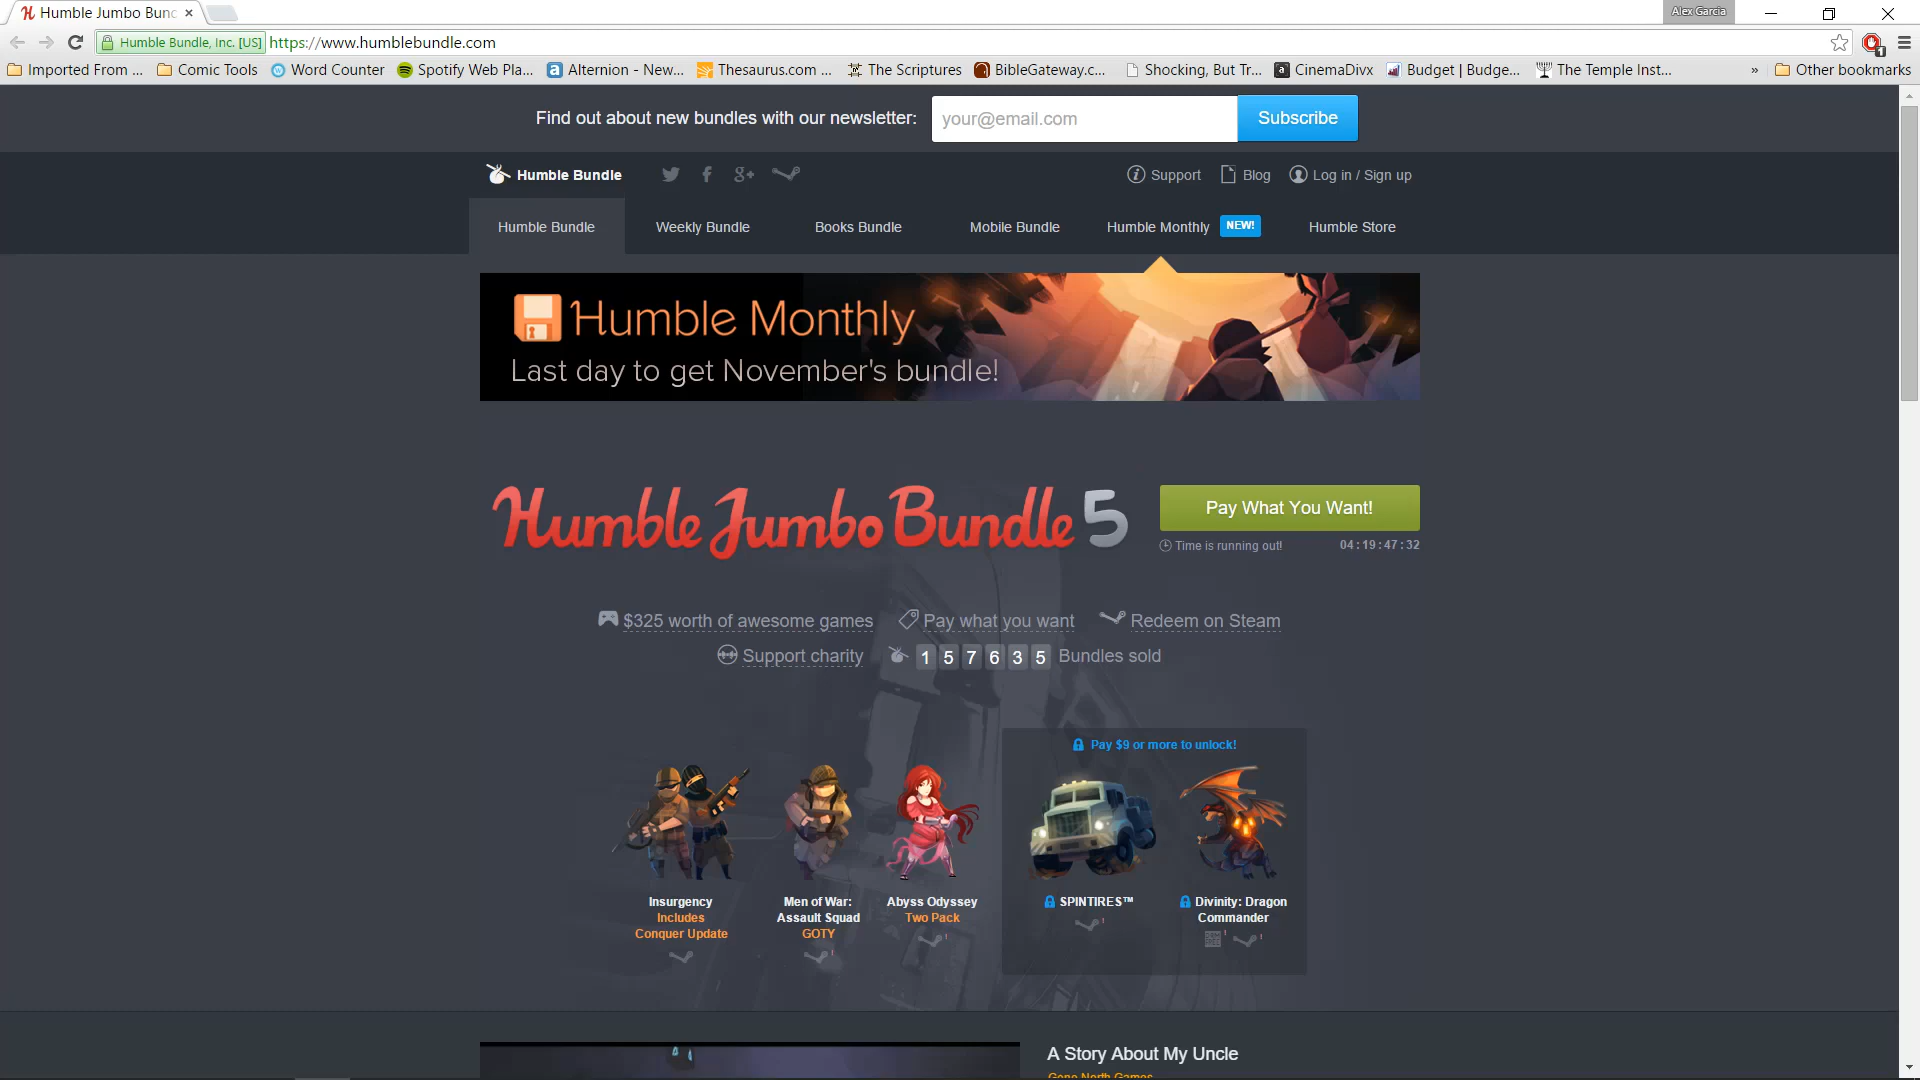 Humble Jumbo Bunc
Alex Garcia
Humble Bundle, Inc. [US] https://www.humblebundle.com
1
Imported From ... Comic Tools Word Counter Spotify Web Pla... Alternion - New... Thesaurus.com ... The Scriptures BibleGateway.c... Shocking, But Tr... CinemaDivx Budget | Budge... The Temple Inst... » Other bookmarks
Find out about new bundles with our newsletter: your@email.com Subscribe
Humble Bundle g+ Support Blog Log in / Sign up
Humble Bundle Weekly Bundle Books Bundle Mobile Bundle Humble Monthly NEW! Humble Store
Humble Monthly
Last day to get November's bundle!
Humble Jumbo Bundle 5
Pay What You Want!
Time is running out! 04:19:47:32
$325 worth of awesome games Pay what you want Redeem on Steam
Support charity 157635 Bundles sold
Pay $9 or more to unlock!
Insurgency
Includes
Conquer Update
Men of War:
Assault Squad
GOTY
Abyss Odyssey
Two Pack
SPINTIRES™
Divinity: Dragon
Commander
A Story About My Uncle
Gone North Games